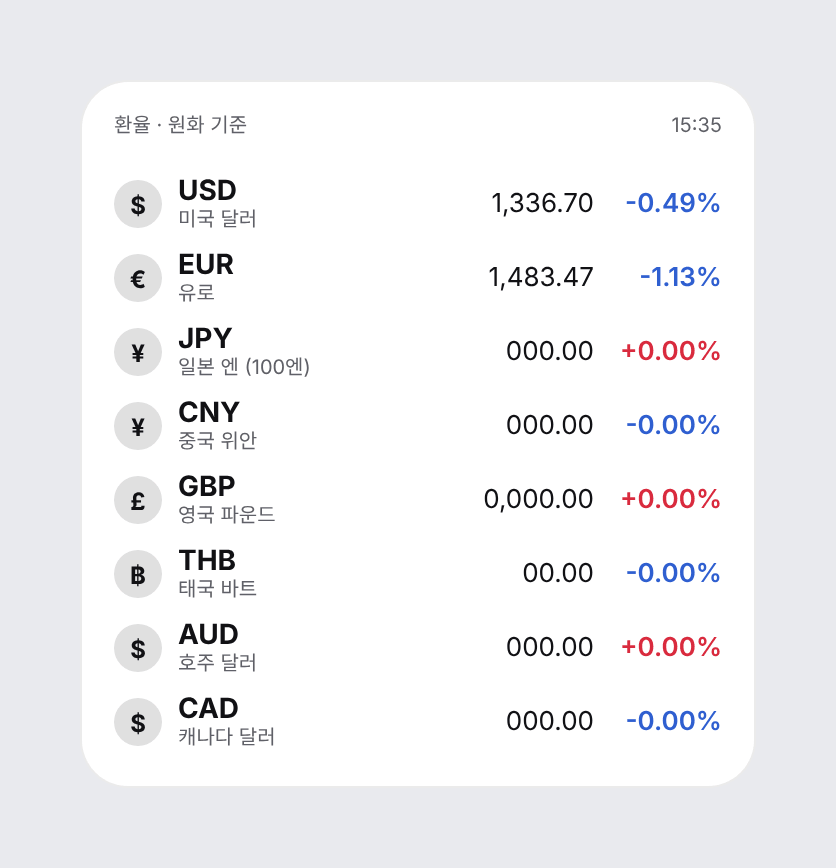 환율 · 원화 기준 15:35
$ USD 1,336.70 -0.49%
미국 달러
€ EUR 1,483.47 -1.13%
유로
¥ JPY 000.00 +0.00%
일본 엔 (100엔)
¥ CNY 000.00 -0.00%
중국 위안
£ GBP 0,000.00 +0.00%
영국 파운드
฿ THB 00.00 -0.00%
태국 바트
$ AUD 000.00 +0.00%
호주 달러
$ CAD 000.00 -0.00%
캐나다 달러